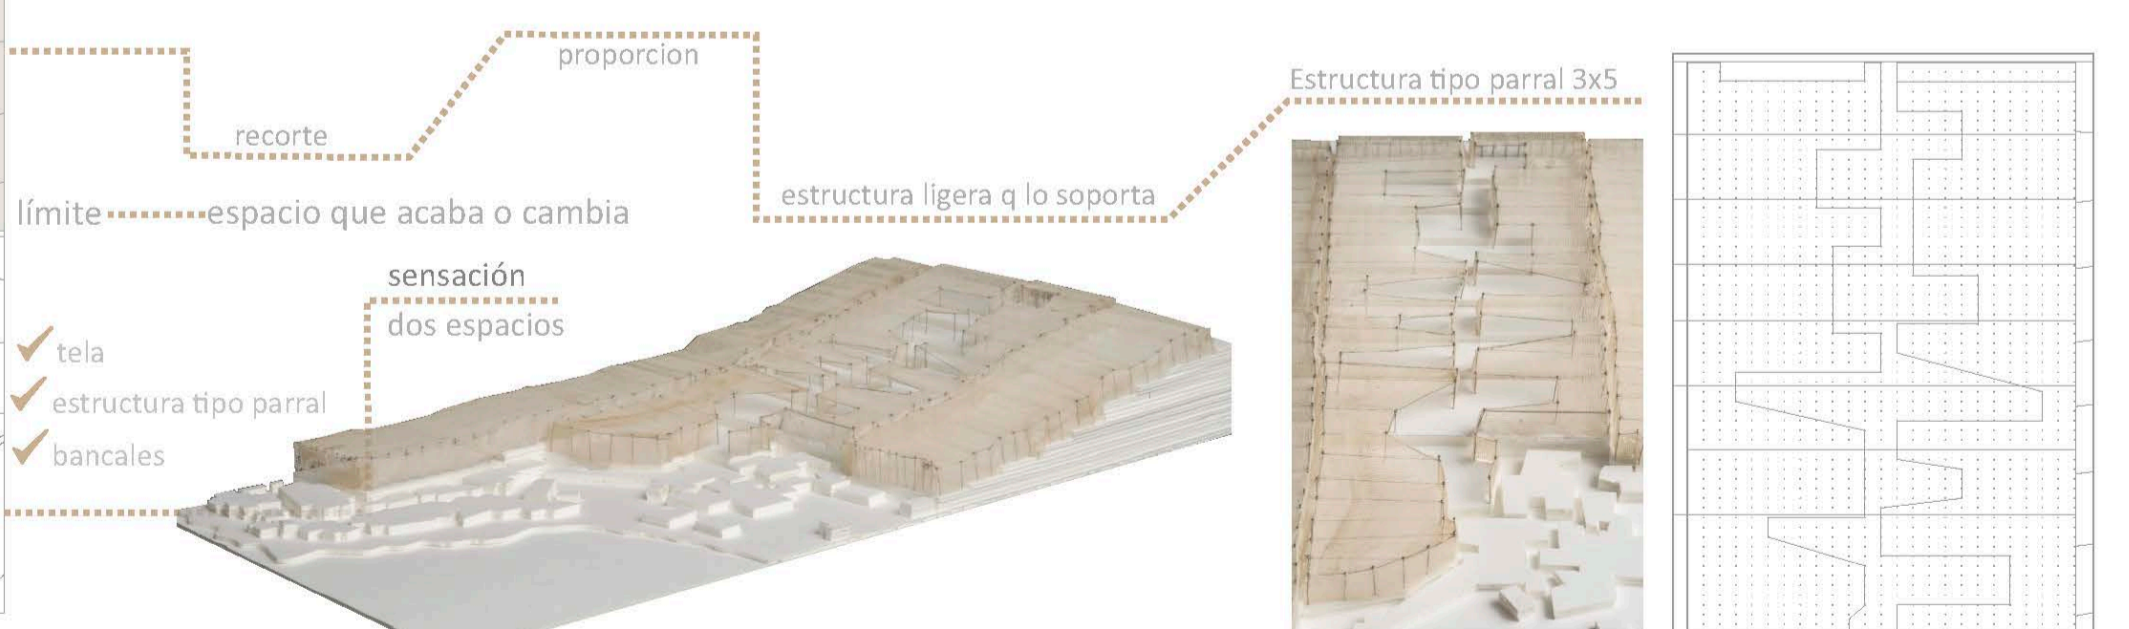 proporcion
Estructura tipo parral 3x5
recorte
estructura ligera q lo soporta
límite
espacio que acaba o cambia
sensación
dos espacios
tela
estructura tipo parral
bancales